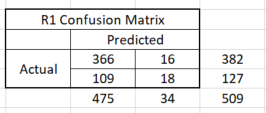 R1 Confusion Matrix
Predicted
Actual 366 16 382
109 18 127
475 34 509